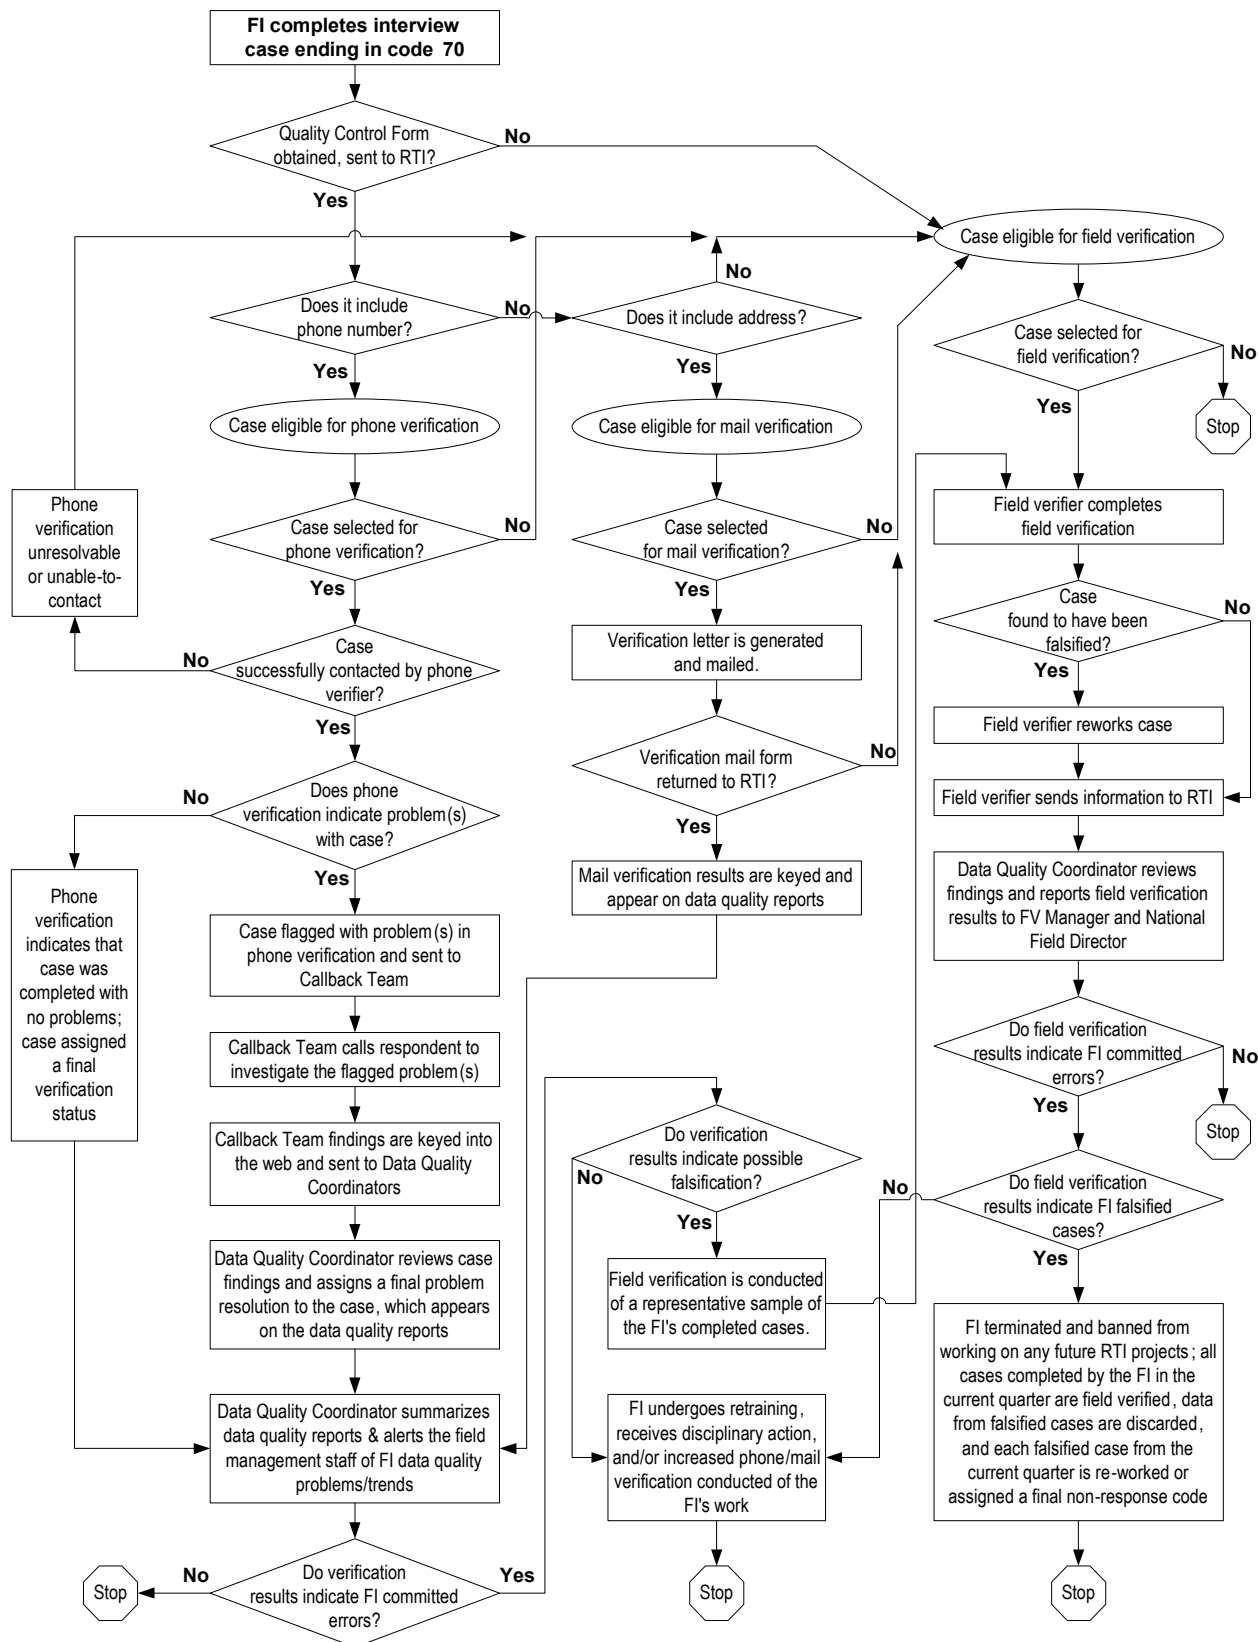 FI completes interview
case ending in code 70
Quality Control Form
obtained, sent to RTI?
No
Yes
Case eligible for field verification
No
Does it include
phone number?
No
Does it include address?
Case selected for
field verification?
No
Yes
Yes
Yes
Case eligible for phone verification
Case eligible for mail verification
Stop
Phone
verification
unresolvable
or unable-to-
contact
Case selected for
phone verification?
No
Case selected
for mail verification?
No
Field verifier completes
field verification
Yes
Yes
Case
found to have been
falsified?
No
Yes
Verification letter is generated
and mailed.
No
Case
successfully contacted by phone
verifier?
Yes
Field verifier reworks case
Verification mail form
returned to RTI?
No
Yes
No
Does phone
verification indicate problem(s)
with case?
Yes
Field verifier sends information to RTI
Mail verification results are keyed and
appear on data quality reports
Data Quality Coordinator reviews
findings and reports field verification
results to FV Manager and National
Field Director
Phone
verification
indicates that
case was
completed with
no problems;
case assigned
a final
verification
status
Case flagged with problem(s) in
phone verification and sent to
Callback Team
Callback Team calls respondent to
investigate the flagged problem(s)
Do field verification
results indicate FI committed
errors?
No
Yes
Stop
Callback Team findings are keyed into
the web and sent to Data Quality
Coordinators
Do verification
results indicate possible
falsification?
No
Yes
Do field verification
results indicate FI falsified
cases?
No
Yes
Data Quality Coordinator reviews case
findings and assigns a final problem
resolution to the case, which appears
on the data quality reports
Field verification is conducted
of a representative sample of
the FI's completed cases.
FI terminated and banned from
working on any future RTI projects; all
cases completed by the FI in the
current quarter are field verified, data
from falsified cases are discarded,
and each falsified case from the
current quarter is re-worked or
assigned a final non-response code
Data Quality Coordinator summarizes
data quality reports & alerts the field
management staff of FI data quality
problems/trends
FI undergoes retraining,
receives disciplinary action,
and/or increased phone/mail
verification conducted of the
FI's work
Stop
No
Do verification
results indicate FI committed
errors?
Yes
Stop
Stop